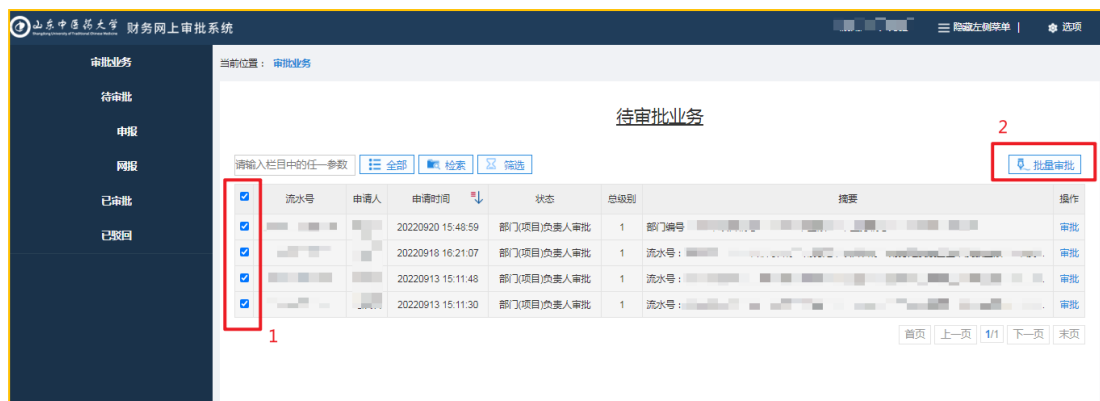 山东中医药大学 财务网上审批系统
隐藏左侧菜单 |
选项
审批业务
待审批
申报
网报
已审批
已驳回
当前位置： 审批业务
待审批业务
2
请输入栏目中的任一参数 全部 检索 筛选 批量审批
流水号 申请人 申请时间 状态 总级别 摘要 操作
20220920 15:48:59 部门(项目)负责人审批 1 部门编号 审批
20220918 16:21:07 部门(项目)负责人审批 1 流水号： 审批
20220913 15:11:48 部门(项目)负责人审批 1 流水号： 审批
20220913 15:11:30 部门(项目)负责人审批 1 流水号： 审批
1
首页 上一页 1/1 下一页 末页